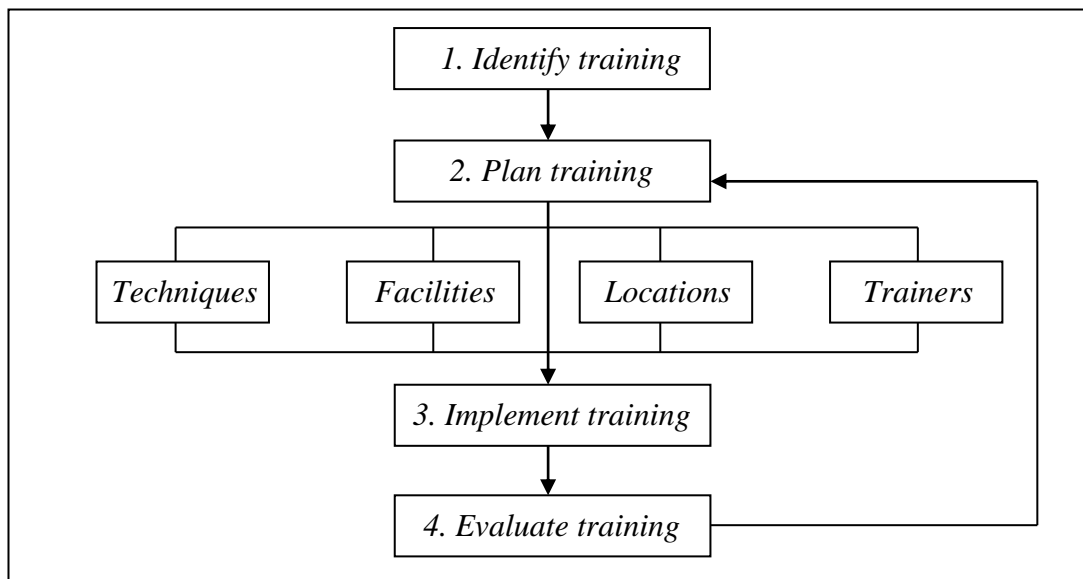 1. Identify training
2. Plan training
Techniques
Facilities
Locations
Trainers
3. Implement training
4. Evaluate training